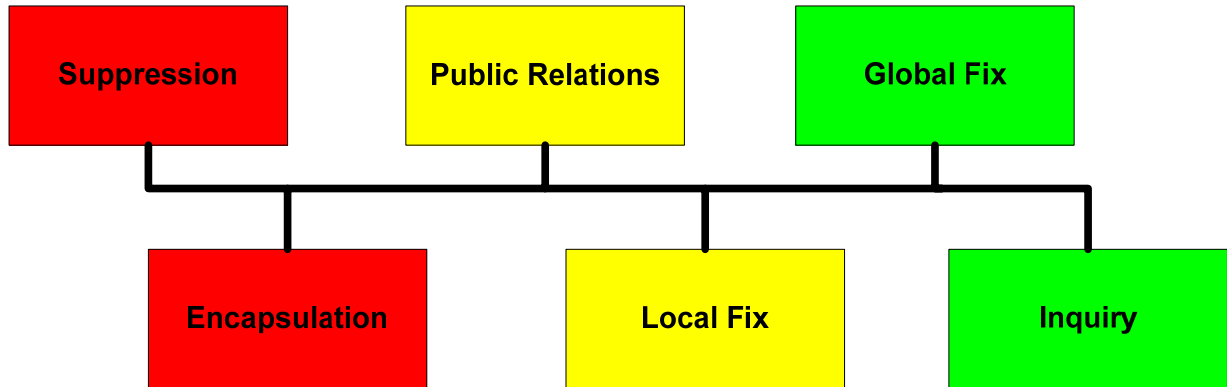 Suppression
Public Relations
Global Fix
Encapsulation
Local Fix
Inquiry